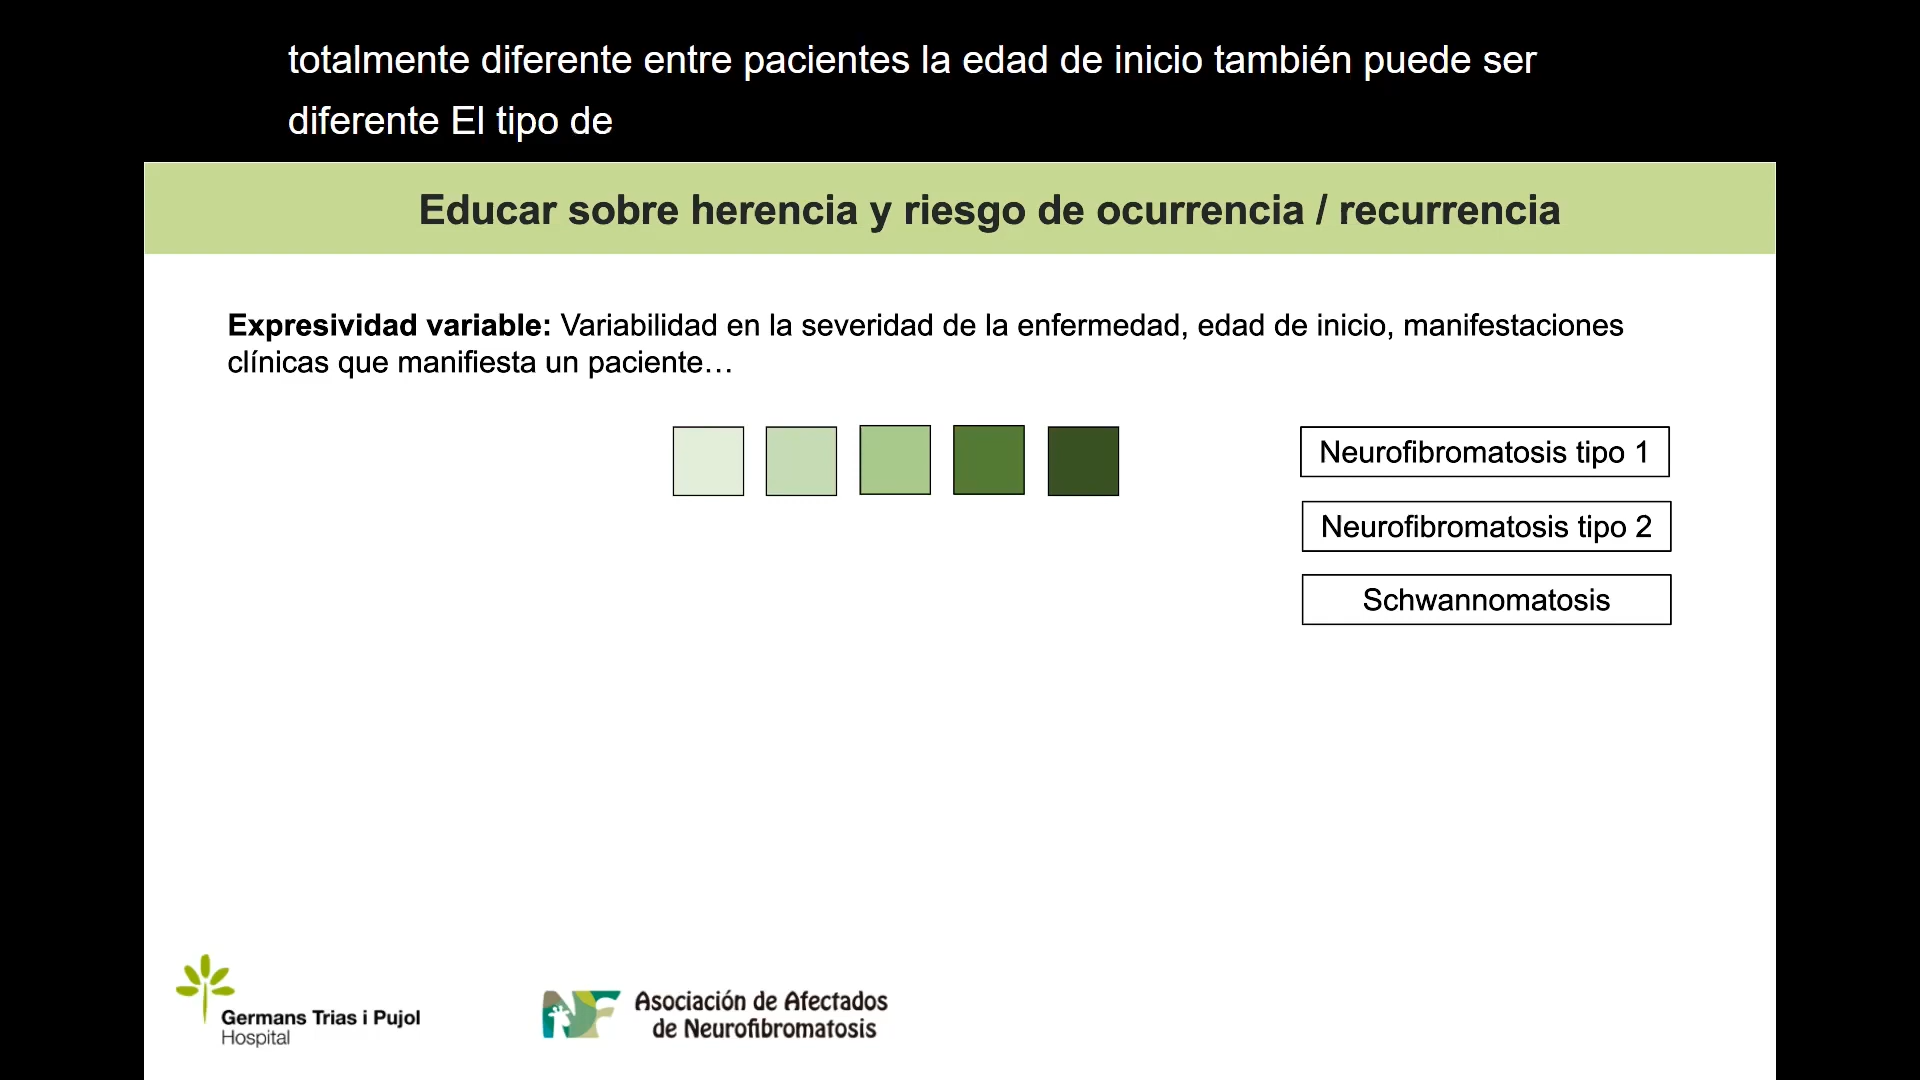 totalmente diferente entre pacientes la edad de inicio también puede ser
diferente El tipo de
Educar sobre herencia y riesgo de ocurrencia / recurrencia
Expresividad variable: Variabilidad en la severidad de la enfermedad, edad de inicio, manifestaciones
clínicas que manifiesta un paciente…
Neurofibromatosis tipo 1
Neurofibromatosis tipo 2
Schwannomatosis
Germans Trias i Pujol
Hospital
NF
Asociación de Afectados
de Neurofibromatosis